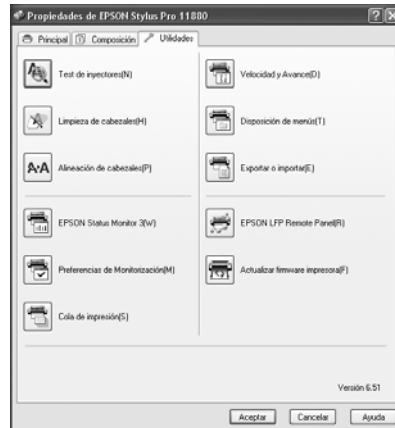 Propiedades de EPSON Stylus Pro 11880
Principal Composición Utilidades
Test de inyectores(N)
Velocidad y Avance(D)
Limpieza de cabezales(H)
Disposición de menús(T)
Alineación de cabezales(P)
Exportar o importar(E)
EPSON Status Monitor 3(W)
EPSON LFP Remote Panel(R)
Preferencias de Monitorización(M)
Actualizar firmware impresora(F)
Cola de impresión(S)
Versión 6.51
Aceptar Cancelar Ayuda